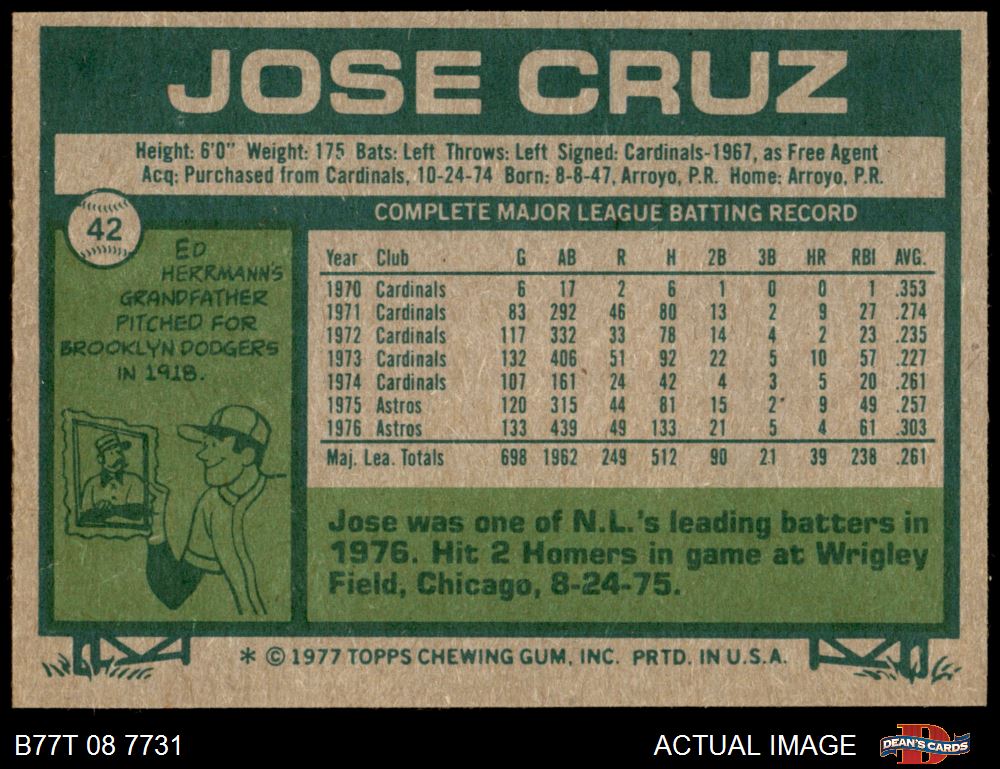 JOSE CRUZ
Height: 6'0" Weight: 175 Bats: Left Throws: Left Signed: Cardinals-1967, as Free Agent
Acq: Purchased from Cardinals, 10-24-74 Born: 8-8-47, Arroyo, P.R. Home: Arroyo, P.R.
42
ED
HERRMANN'S
GRANDFATHER
PITCHED FOR
BROOKLYN DODGERS
IN 1918.
COMPLETE MAJOR LEAGUE BATTING RECORD
Year Club G AB R H 2B 3B HR RBI AVG.
1970 Cardinals 6 17 2 6 1 0 0 1 .353
1971 Cardinals 83 292 46 80 13 2 9 27 .274
1972 Cardinals 117 332 33 78 14 4 2 23 .235
1973 Cardinals 132 406 51 92 22 5 10 57 .227
1974 Cardinals 107 161 24 42 4 3 5 20 .261
1975 Astros 120 315 44 81 15 2 9 49 .257
1976 Astros 133 439 49 133 21 5 4 61 .303
Maj. Lea. Totals 698 1962 249 512 90 21 39 238 .261
Jose was one of N.L.'s leading batters in
1976. Hit 2 Homers in game at Wrigley
Field, Chicago, 8-24-75.
* © 1977 TOPPS CHEWING GUM, INC. PRTD. IN U.S.A.
B77T 08 7731
ACTUAL IMAGE
DEAN'S CARDS